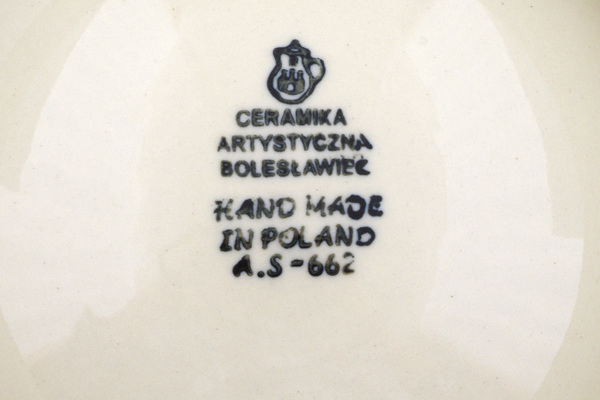 CERAMIKA
ARTYSTYCZNA
BOLESŁAWIEC
HAND MADE
IN POLAND
A.S-662